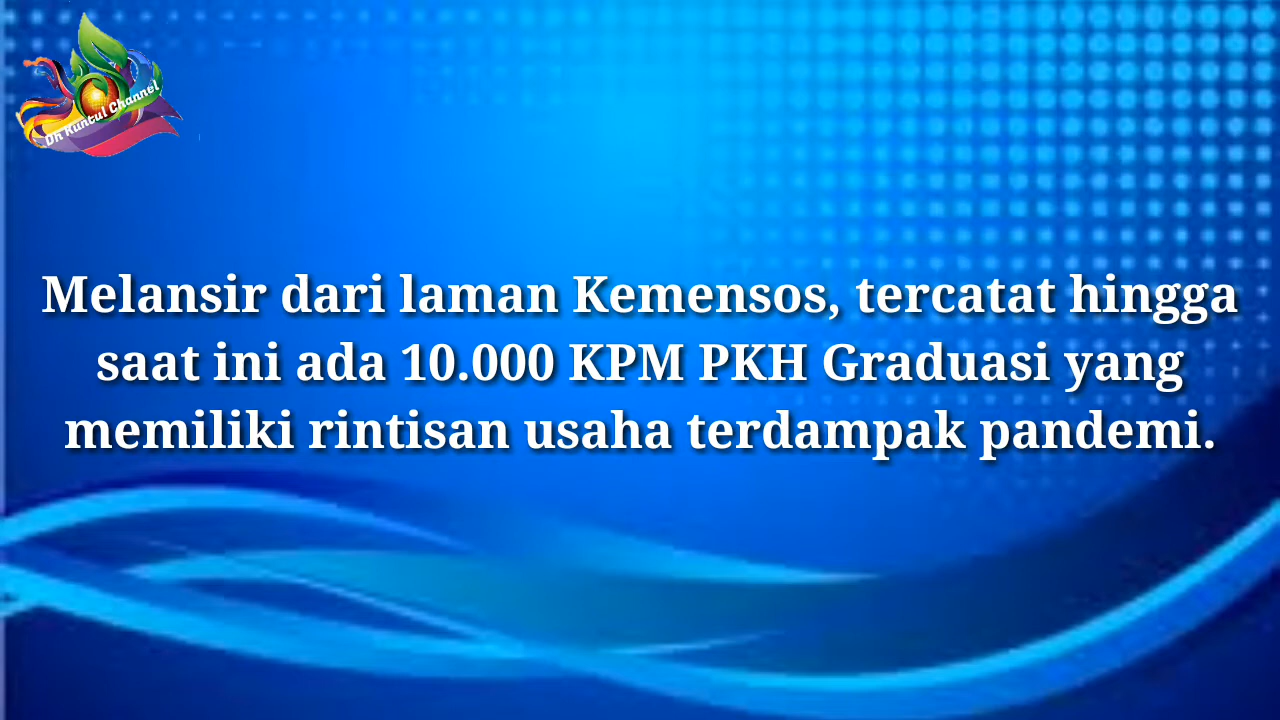 Dh Kuntul Channel
Melansir dari laman Kemensos, tercatat hingga
saat ini ada 10.000 KPM PKH Graduasi yang
memiliki rintisan usaha terdampak pandemi.